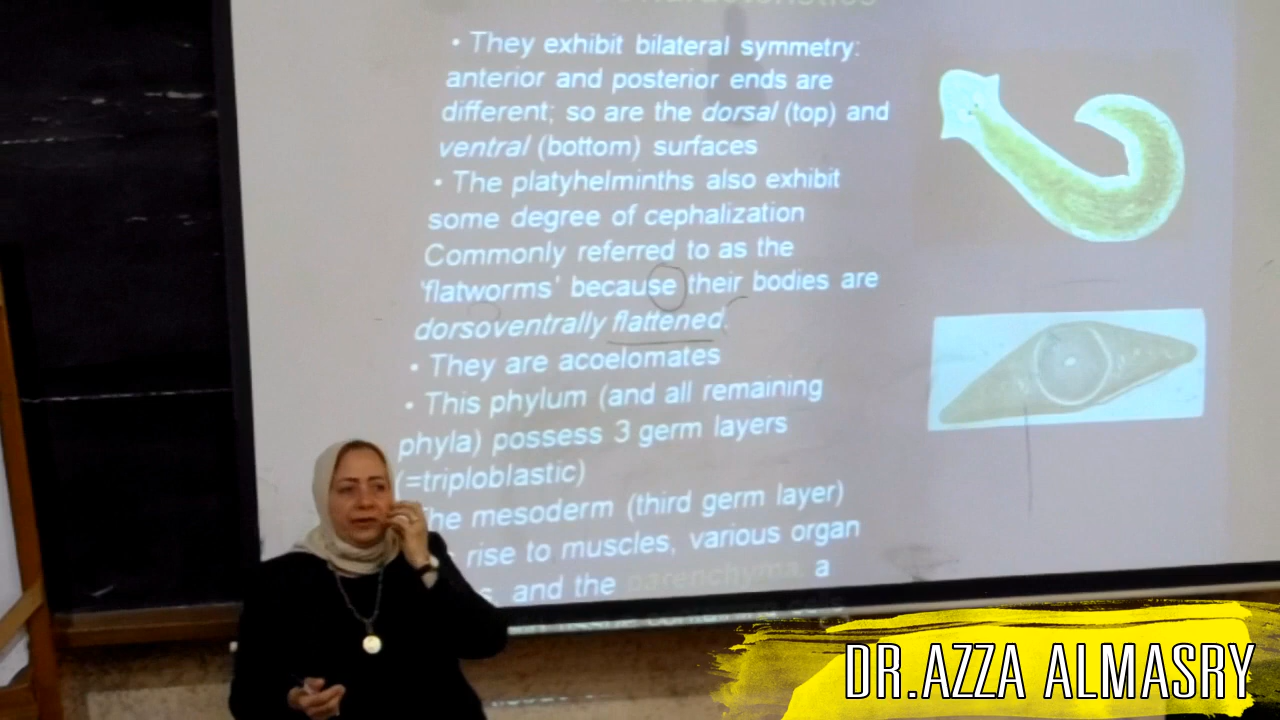 Characteristics
• They exhibit bilateral symmetry:
anterior and posterior ends are
different; so are the dorsal (top) and
ventral (bottom) surfaces
• The platyhelminths also exhibit
some degree of cephalization
Commonly referred to as the
'flatworms' because their bodies are
dorsoventrally flattened.
• They are acoelomates
• This phylum (and all remaining
phyla) possess 3 germ layers
(=triploblastic)
he mesoderm (third germ layer)
rise to muscles, various organ
s, and the parenchyma a
DR.AZZA ALMASRY